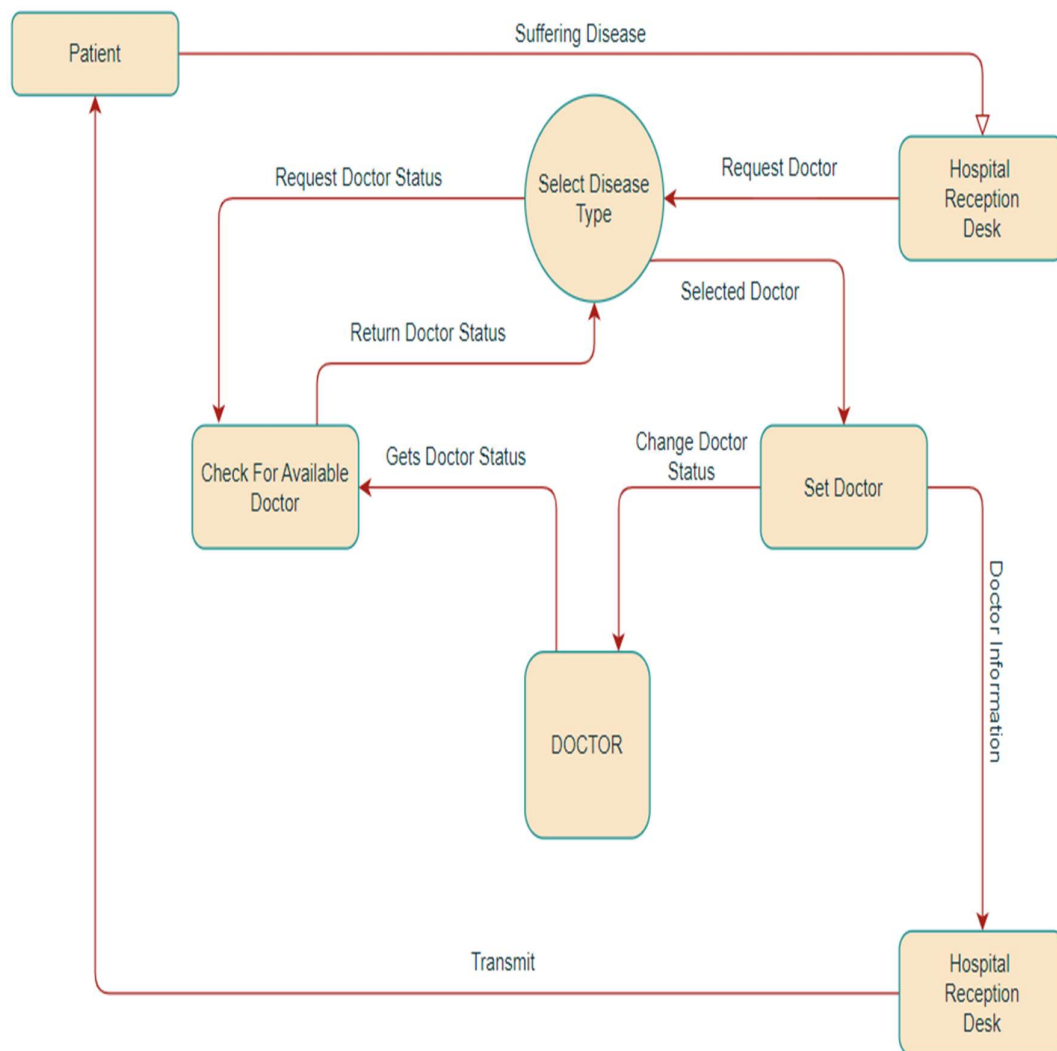 Suffering Disease
Patient
Hospital
Reception
Desk
Request Doctor
Request Doctor Status
Select Disease
Type
Selected Doctor
Return Doctor Status
Change Doctor
Status
Gets Doctor Status
Check For Available
Doctor
Set Doctor
Doctor Information
DOCTOR
Transmit
Hospital
Reception
Desk